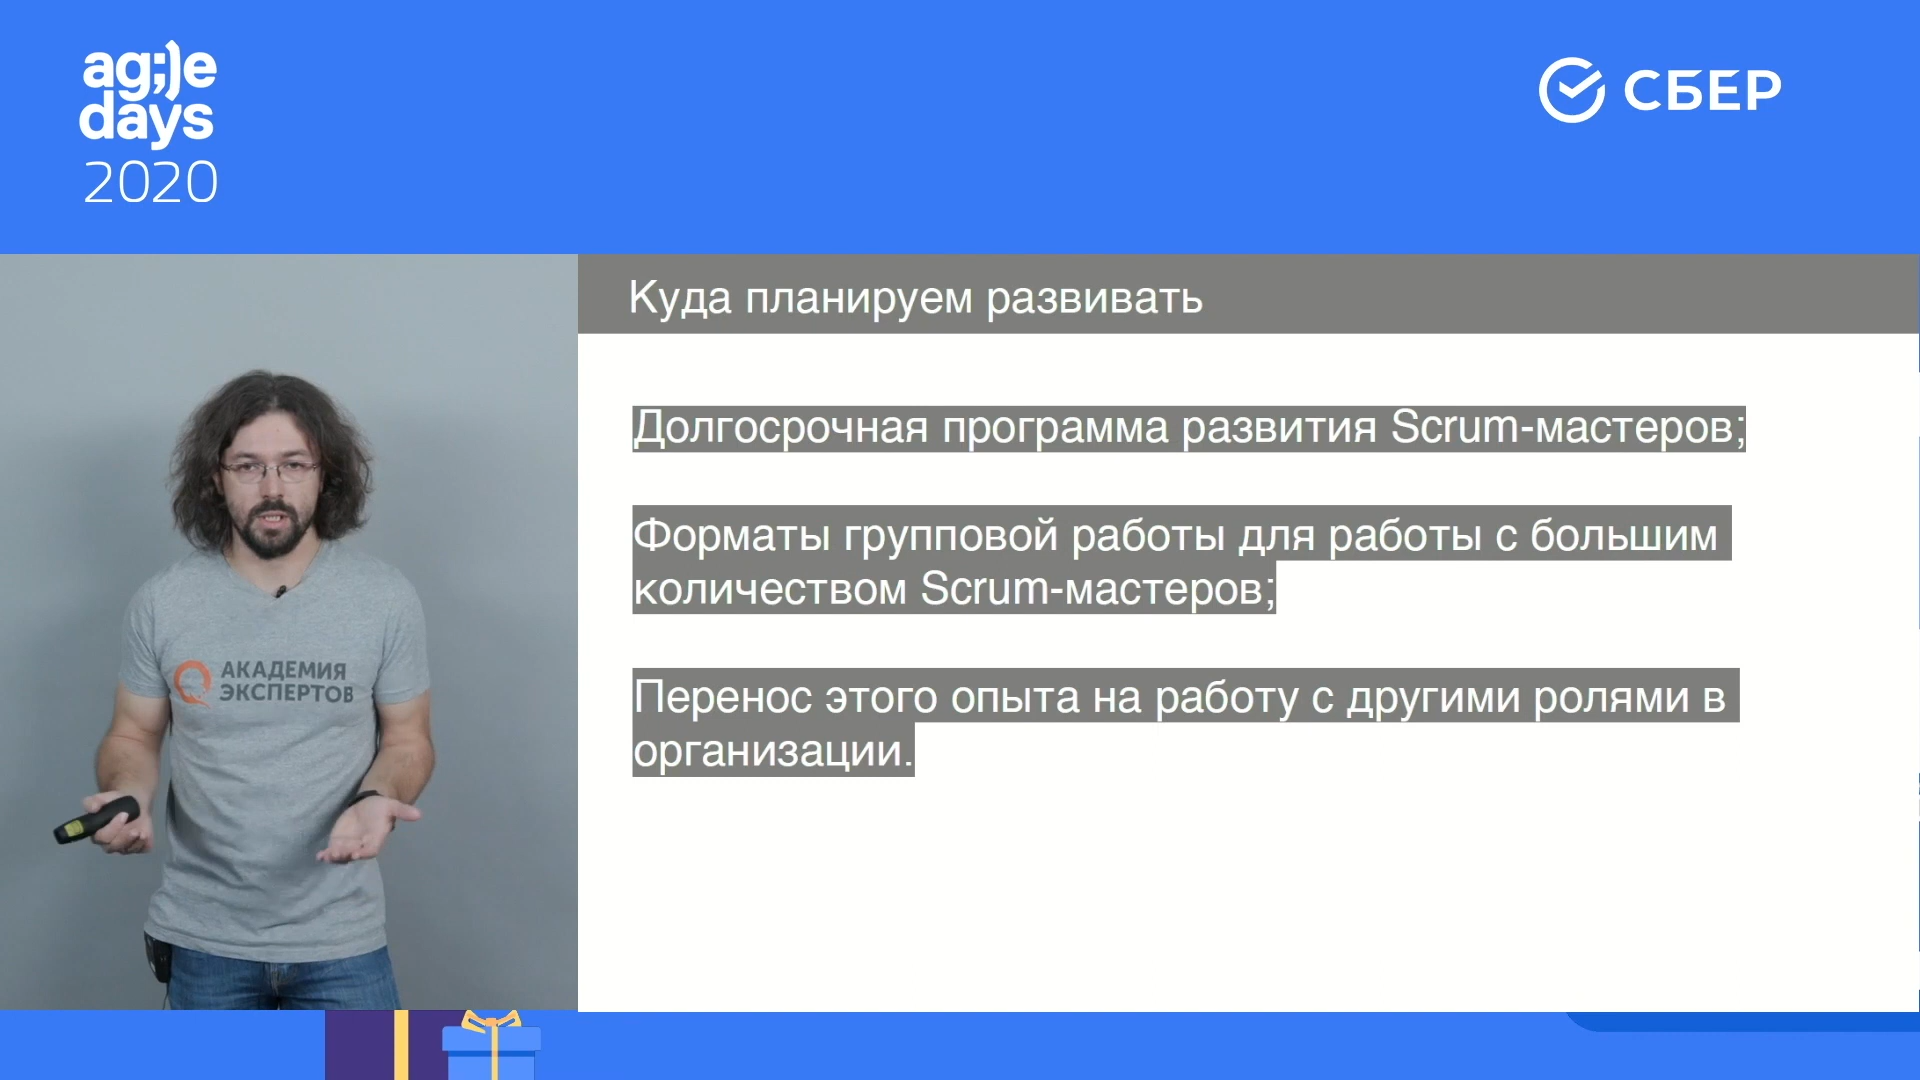 ag;le
days
2020
СБЕР
Куда планируем развивать
Долгосрочная программа развития Scrum-мастеров;
Форматы групповой работы для работы с большим
количеством Scrum-мастеров;
Перенос этого опыта на работу с другими ролями в
организации.
АКАДЕМИЯ
ЭКСПЕРТОВ